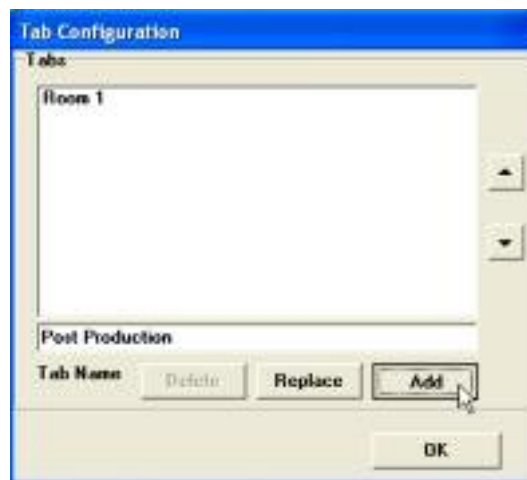 Tab Configuration
Tabs
Room 1
Post Production
Tab Name Delete Replace Add
OK